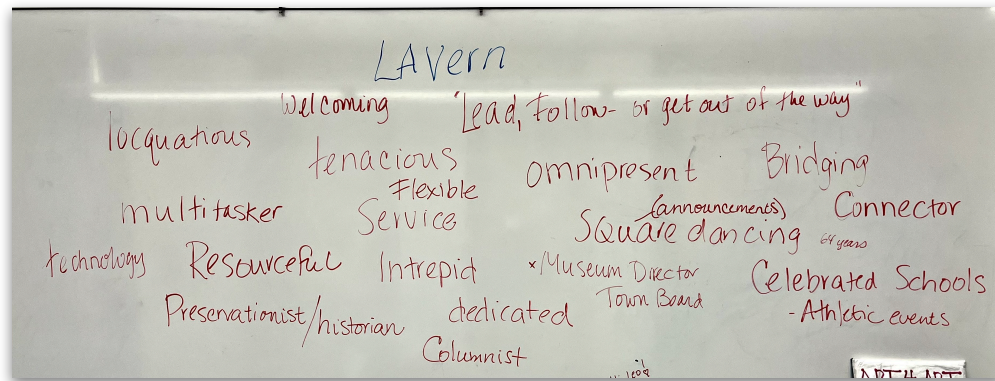 LAVern
Welcoming "Lead, Follow- or get out of the way"
locquatious
tenacious omnipresent Bridging
Flexible
multitasker Service (announcements) Connector
Square dancing 64 years
technology Resourceful Intrepid *Museum Director Celebrated Schools
Town Board
Preservationist/historian dedicated - Athletic events
Columnist